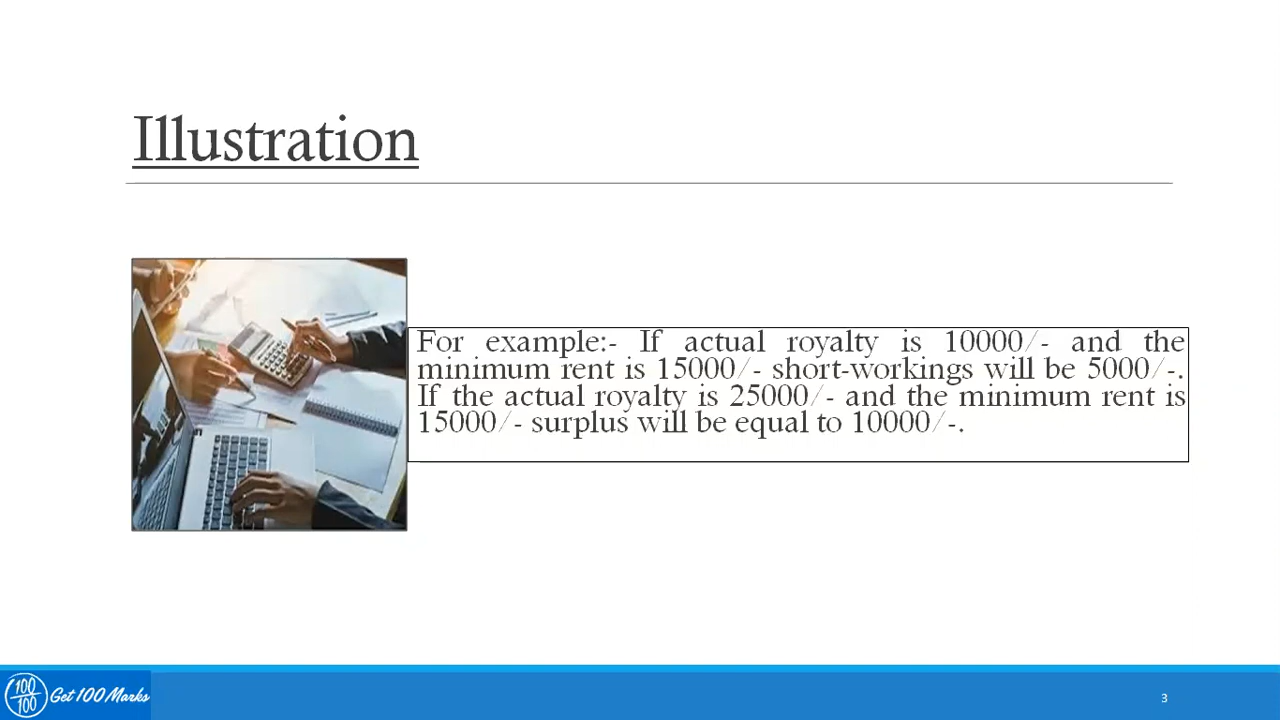 Illustration
For example:- If actual royalty is 10000/- and the
minimum rent is 15000/- short-workings will be 5000/-.
If the actual royalty is 25000/- and the minimum rent is
15000/- surplus will be equal to 10000/-.
100
100
Get 100 Marks
3